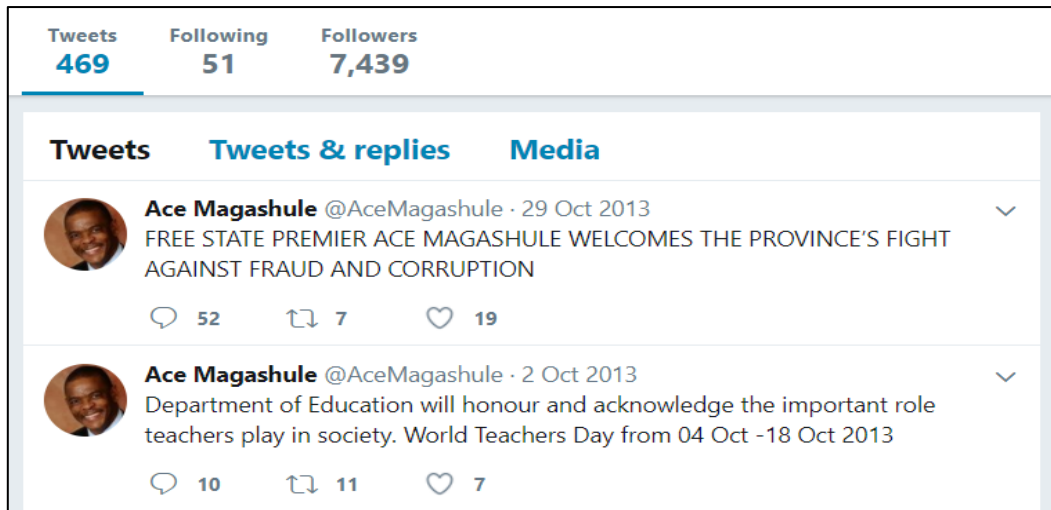 Tweets Following Followers
469 51 7,439
Tweets Tweets & replies Media
Ace Magashule @AceMagashule · 29 Oct 2013
FREE STATE PREMIER ACE MAGASHULE WELCOMES THE PROVINCE'S FIGHT
AGAINST FRAUD AND CORRUPTION
52 7 19
Ace Magashule @AceMagashule · 2 Oct 2013
Department of Education will honour and acknowledge the important role
teachers play in society. World Teachers Day from 04 Oct -18 Oct 2013
10 11 7